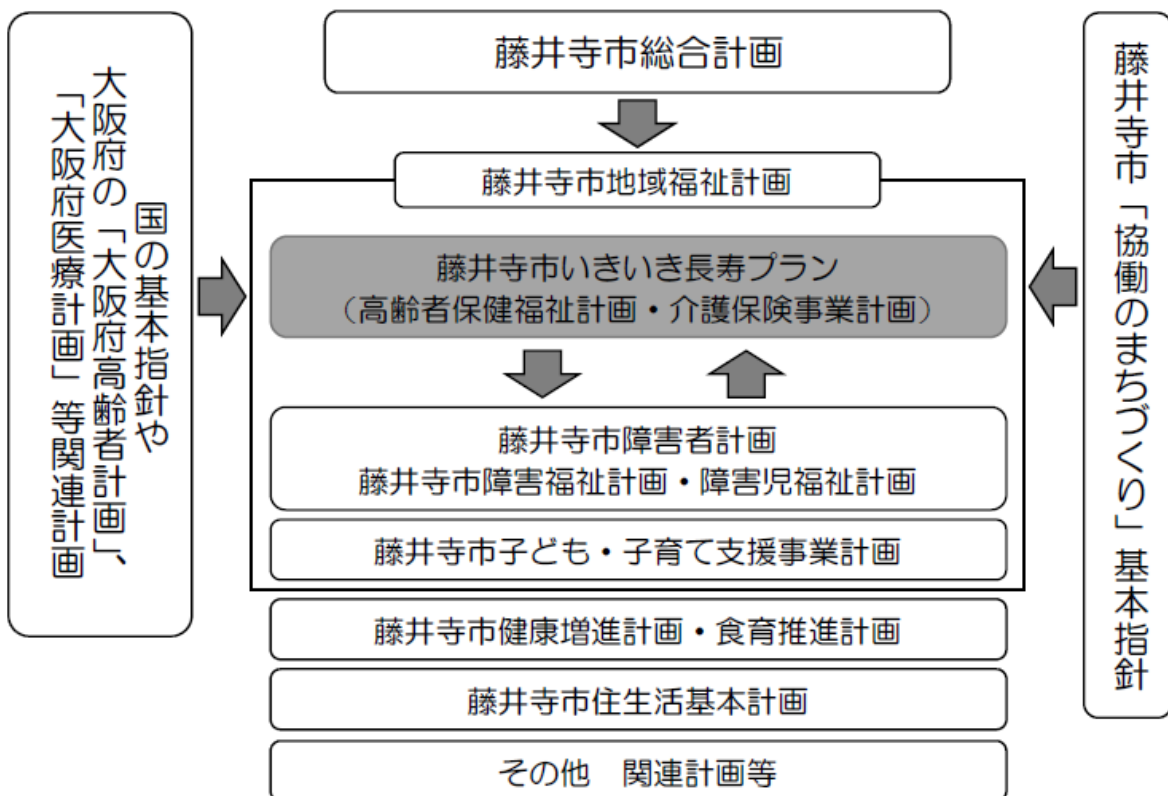 藤井寺市総合計画
藤井寺市地域福祉計画
国の基本指針や
大阪府の「大阪府高齢者計画」、
「大阪府医療計画」等関連計画
藤井寺市いきいき長寿プラン
（高齢者保健福祉計画・介護保険事業計画）
藤井寺市「協働のまちづくり」基本指針
藤井寺市障害者計画
藤井寺市障害福祉計画・障害児福祉計画
藤井寺市子ども・子育て支援事業計画
藤井寺市健康増進計画・食育推進計画
藤井寺市住生活基本計画
その他　関連計画等